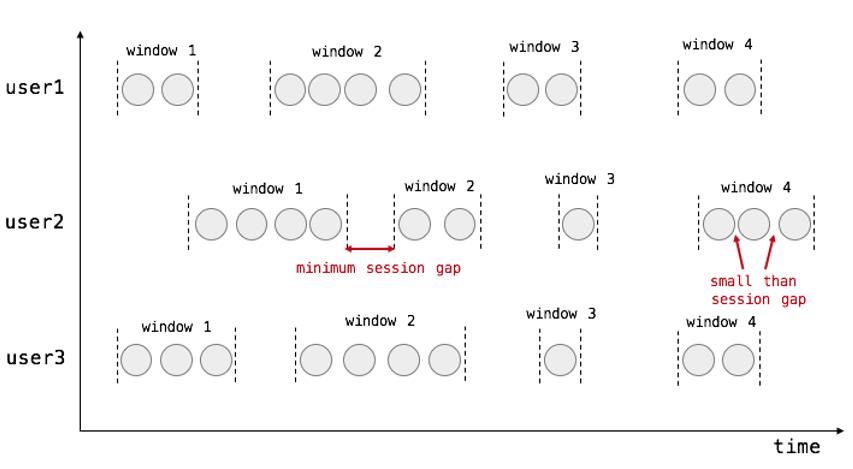 window 1
window 2
window 3
window 4
user1
window 1
window 2
window 3
window 4
user2
minimum session gap
small than
session gap
window 1
window 2
window 3
window 4
user3
time